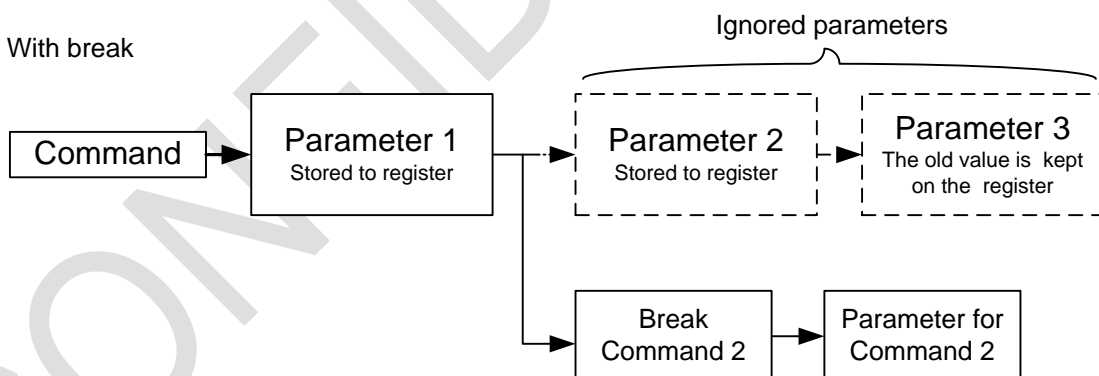 Ignored parameters
With break
Command
Parameter 1
Stored to register
Parameter 2
Stored to register
Parameter 3
The old value is kept
on the register
Break
Command 2
Parameter for
Command 2
CONFID